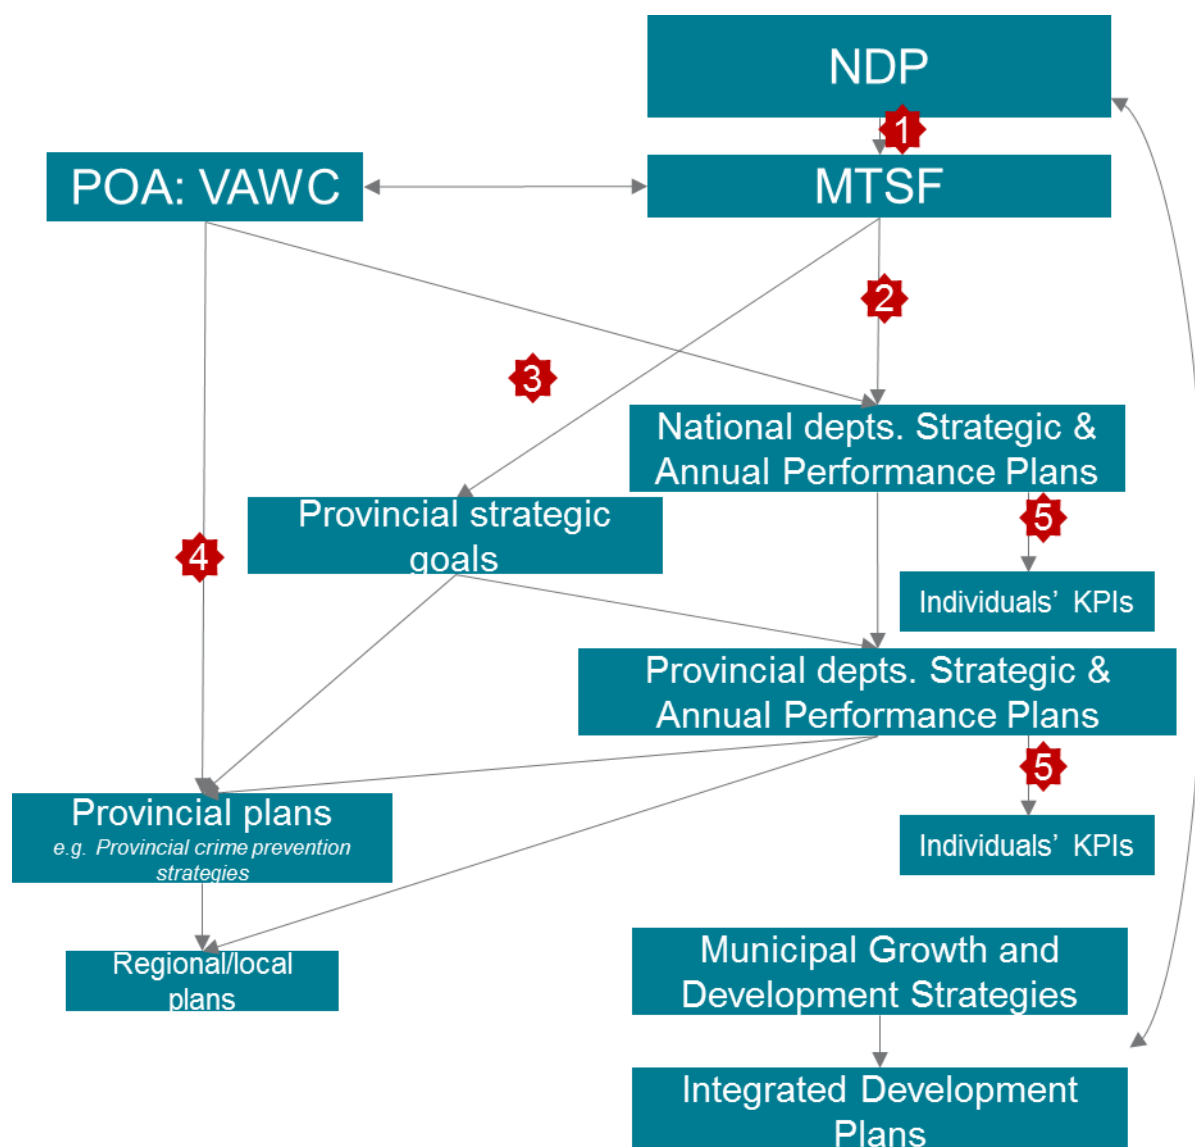 NDP
1
POA: VAWC
MTSF
2
3
National depts. Strategic &
Annual Performance Plans
Provincial strategic
goals
5
4
Individuals’ KPIs
Provincial depts. Strategic &
Annual Performance Plans
5
Provincial plans
e.g. Provincial crime prevention
strategies
Individuals’ KPIs
Regional/local
plans
Municipal Growth and
Development Strategies
Integrated Development
Plans